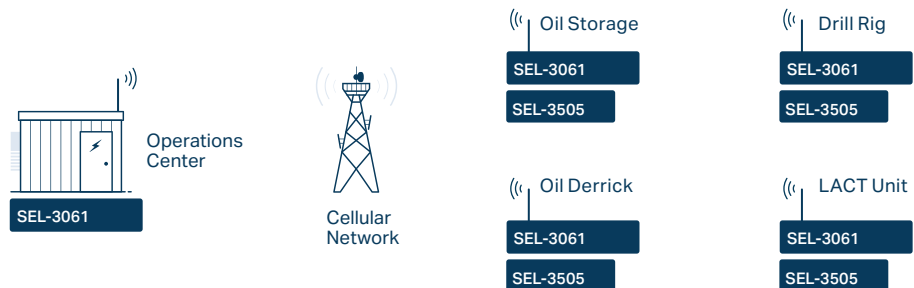 Operations
Center
SEL-3061
Cellular
Network
Oil Storage
SEL-3061
SEL-3505
Drill Rig
SEL-3061
SEL-3505
Oil Derrick
SEL-3061
SEL-3505
LACT Unit
SEL-3061
SEL-3505